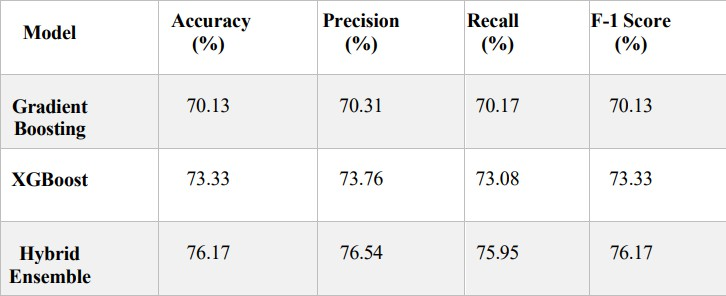 Model Accuracy (%) Precision (%) Recall (%) F-1 Score (%)
Gradient Boosting 70.13 70.31 70.17 70.13
XGBoost 73.33 73.76 73.08 73.33
Hybrid Ensemble 76.17 76.54 75.95 76.17